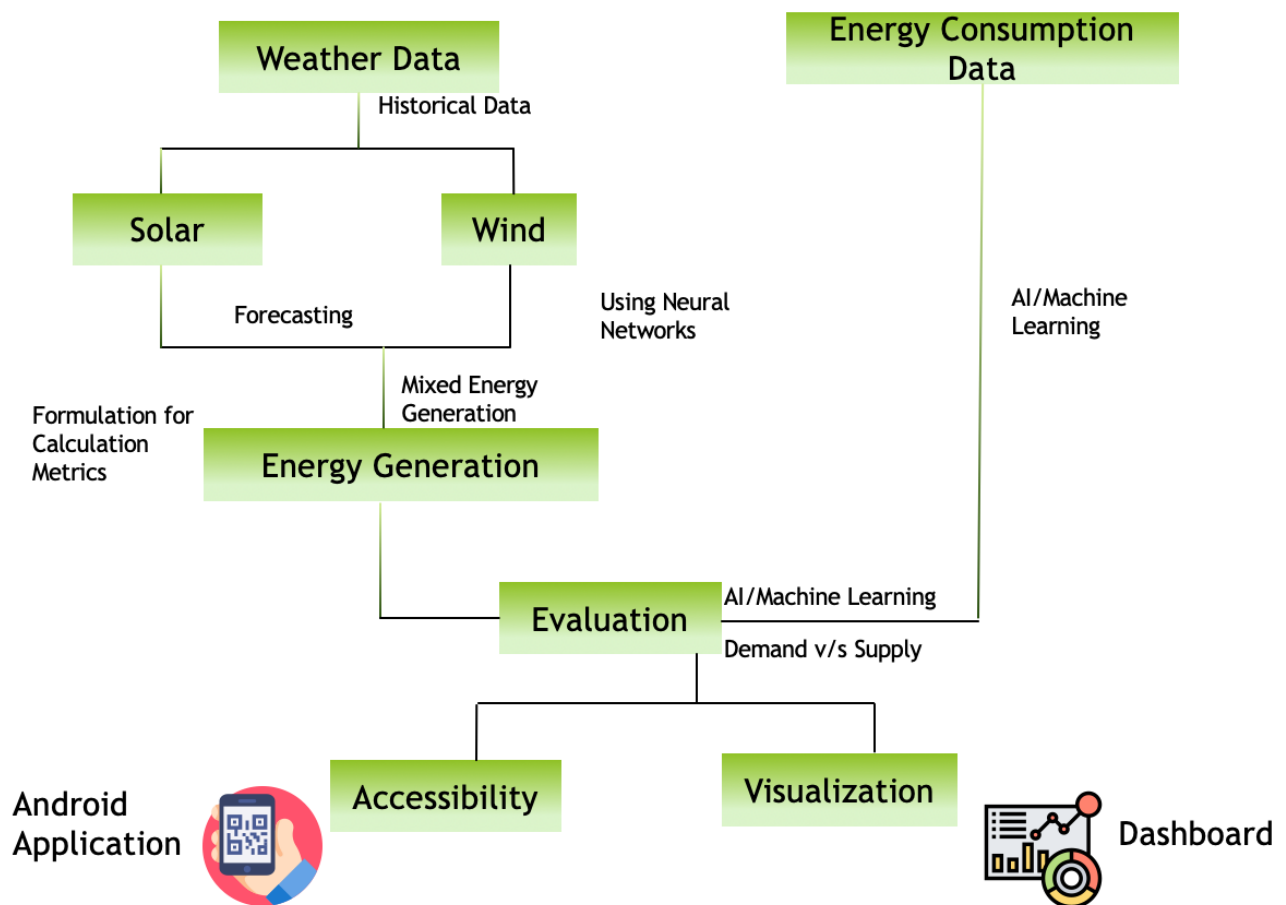 Weather Data
Energy Consumption
Data
Historical Data
Solar
Wind
Forecasting
Using Neural
Networks
AI/Machine
Learning
Mixed Energy
Generation
Formulation for
Calculation
Metrics
Energy Generation
Evaluation
AI/Machine Learning
Demand v/s Supply
Accessibility
Visualization
Android
Application
Dashboard